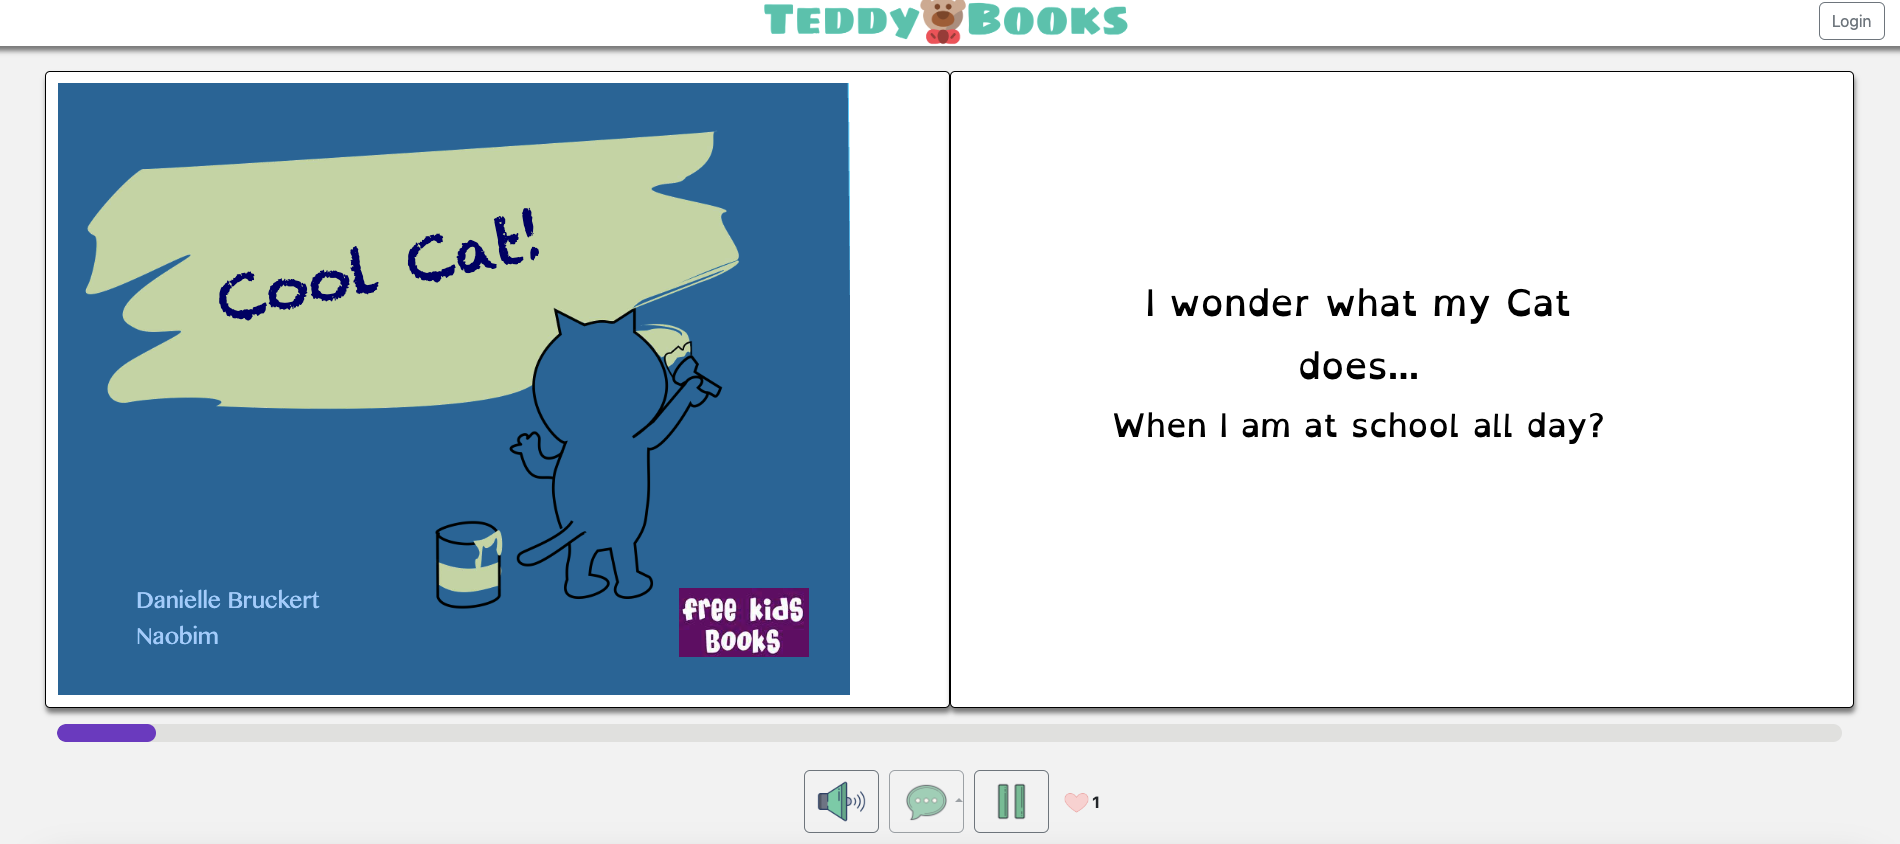 TEDDY BOOKS
Login
Cool Cat!
Danielle Bruckert
Naobim
free kids
BOOKS
I wonder what my Cat
does...
When I am at school all day?
1